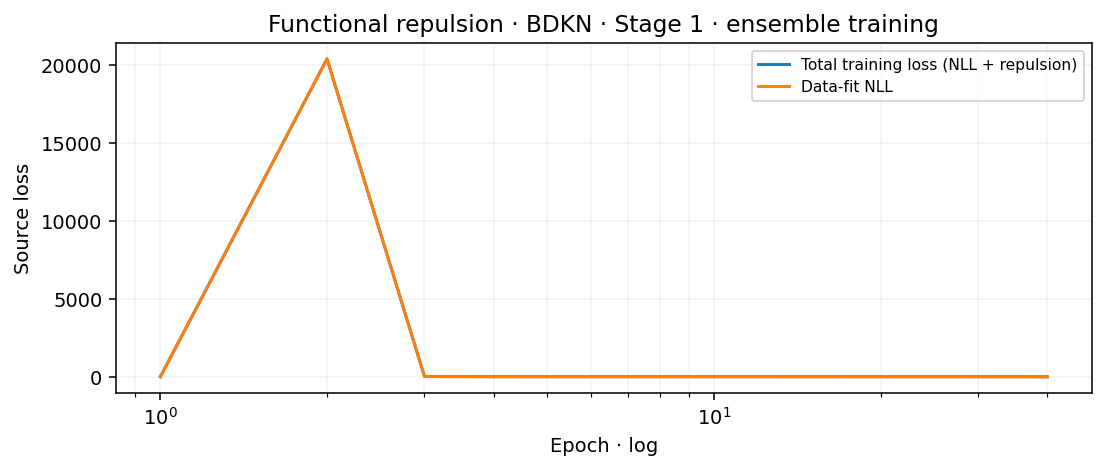 Functional repulsion · BDKN · Stage 1 · ensemble training
Total training loss (NLL + repulsion)
Data-fit NLL
Source loss
20000
15000
10000
5000
0
10⁰
10¹
Epoch · log